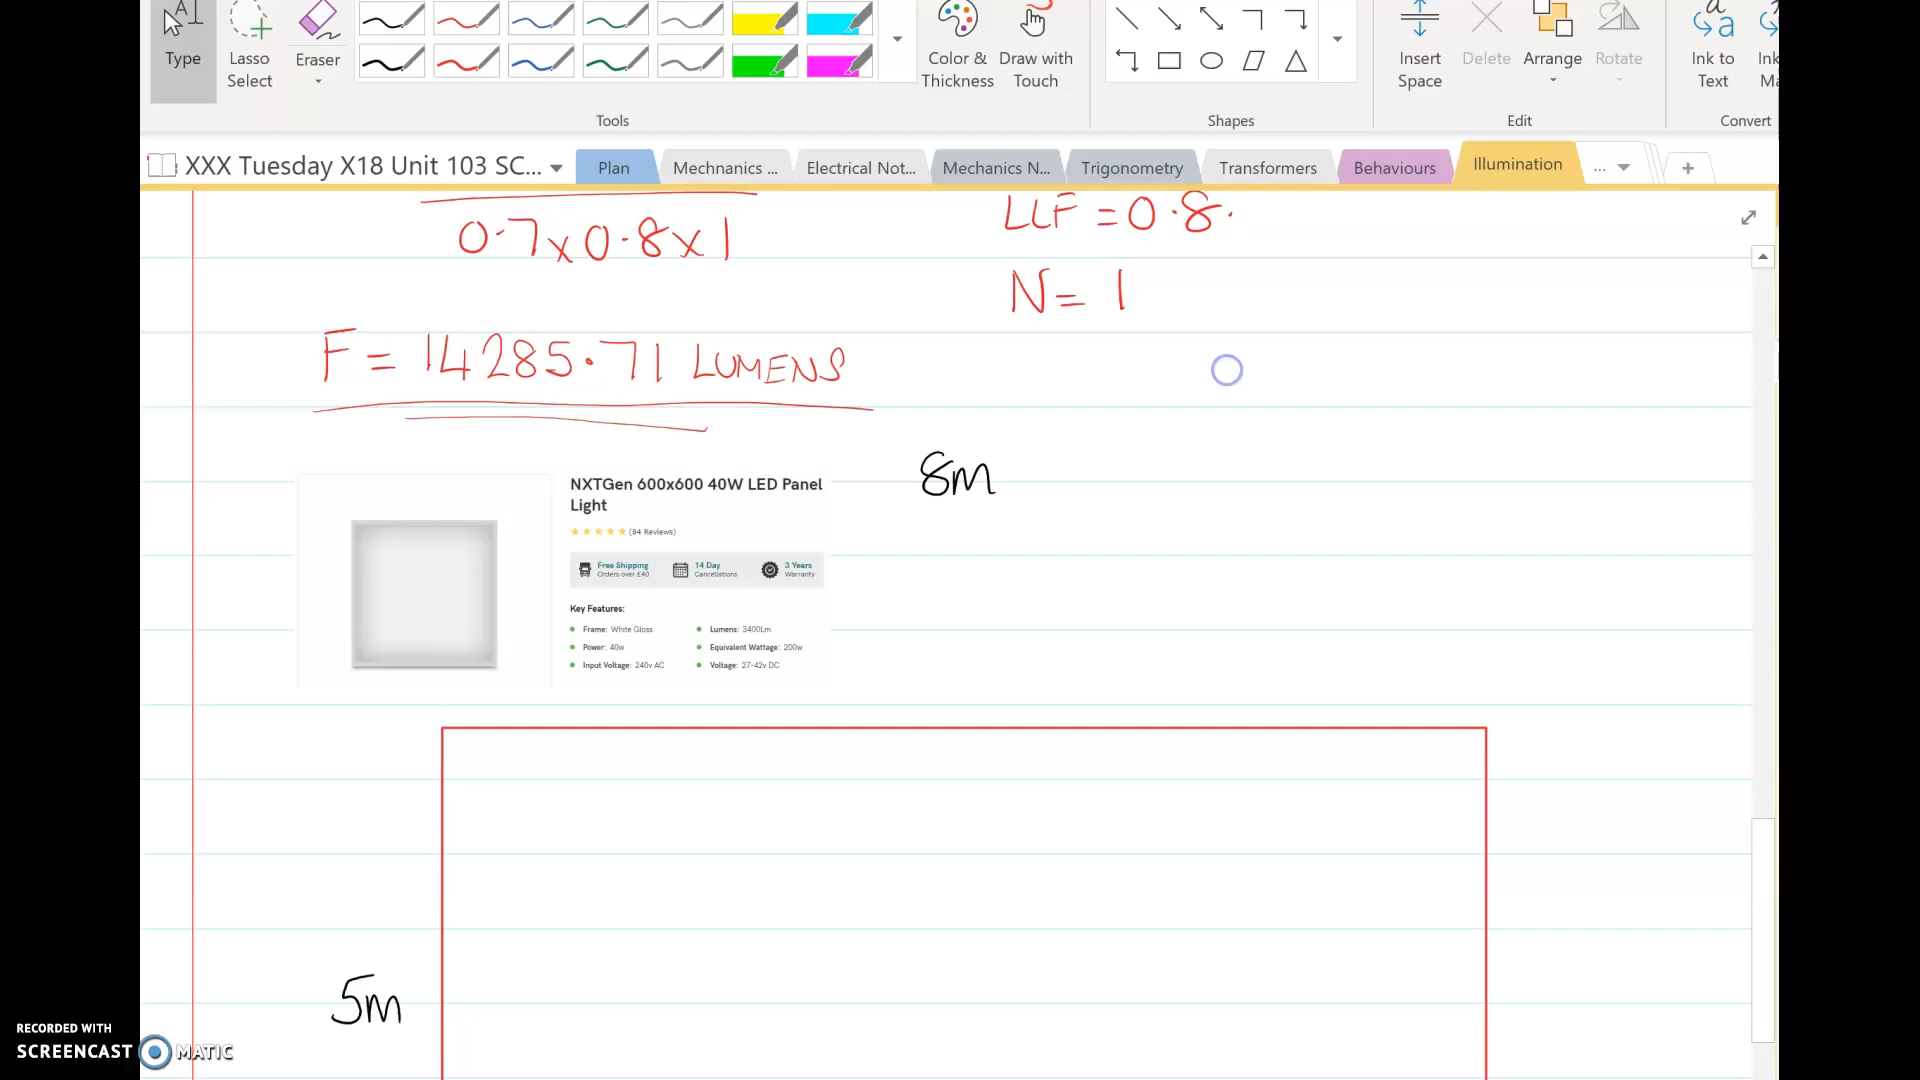 Type
Lasso
Select
Eraser
Color &
Thickness
Draw with
Touch
Insert
Space
Delete
Arrange
Rotate
Ink to
Text
Tools
Shapes
Edit
Convert
XXX Tuesday X18 Unit 103 SC...
Plan
Mechnanics ...
Electrical Not...
Mechanics N...
Trigonometry
Transformers
Behaviours
Illumination
...
0.7x0.8x1
LLF = 0.8.
N = 1
F = 14285.71 LUMENS
8m
NXTGen 600x600 40W LED Panel
Light
(84 Reviews)
Free Shipping
Orders over £40
14 Day
Cancellations
3 Years
Warranty
Key Features:
Frame: White Gloss
Lumens: 3400Lm
Power: 40w
Equivalent Wattage: 200w
Input Voltage: 240v AC
Voltage: 27-42v DC
5m
RECORDED WITH
SCREENCAST MATIC